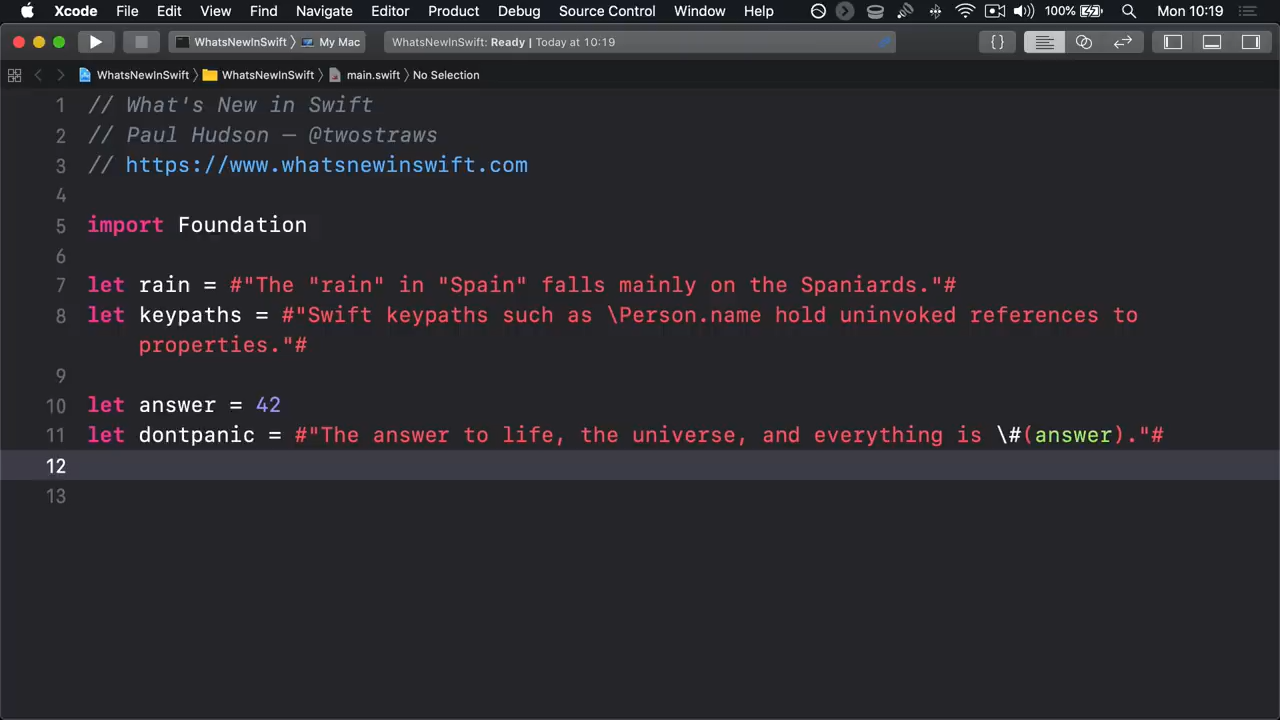 Xcode File Edit View Find Navigate Editor Product Debug Source Control Window Help 100% Mon 10:19
WhatsNewInSwift My Mac WhatsNewInSwift: Ready | Today at 10:19 {}
WhatsNewInSwift WhatsNewInSwift main.swift No Selection
1 // What's New in Swift
2 // Paul Hudson — @twostraws
3 // https://www.whatsnewinswift.com
4
5 import Foundation
6
7 let rain = #"The "rain" in "Spain" falls mainly on the Spaniards."#
8 let keypaths = #"Swift keypaths such as \Person.name hold uninvoked references to
properties."#
9
10 let answer = 42
11 let dontpanic = #"The answer to life, the universe, and everything is \#(answer)."#
12
13